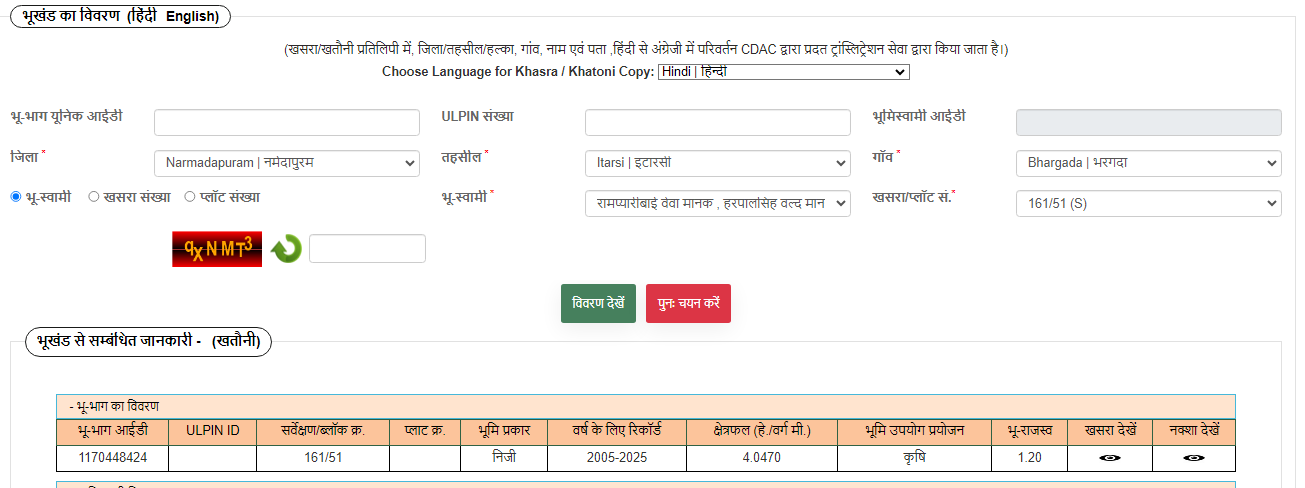 भूखंड का विवरण (हिंदी English)
(खसरा/खतौनी प्रतिलिपी में, जिला/तहसील/हल्का, गांव, नाम एवं पता ,हिंदी से अंग्रेजी में परिवर्तन CDAC द्वारा प्रदत ट्रांस्लिट्रेशन सेवा द्वारा किया जाता है।)
Choose Language for Khasra / Khatoni Copy: Hindi | हिन्दी
भू-भाग यूनिक आईडी ULPIN संख्या भूमिस्वामी आईडी
जिला * Narmadapuram | नर्मदापुरम तहसील * Itarsi | इटारसी गाँव * Bhargada | भरगदा
भू-स्वामी खसरा संख्या प्लॉट संख्या भू-स्वामी * रामप्यारीबाई वेवा मानक , हरपालसिंह वल्द मान खसरा/प्लॉट सं.* 161/51 (S)
qxNMT3
विवरण देखें पुनः चयन करें
भूखंड से सम्बंधित जानकारी - (खतौनी)
- भू-भाग का विवरण
भू-भाग आईडी ULPIN ID सर्वेक्षण/ब्लॉक क्र. प्लाट क्र. भूमि प्रकार वर्ष के लिए रिकॉर्ड क्षेत्रफल (हे./वर्ग मी.) भूमि उपयोग प्रयोजन भू-राजस्व खसरा देखें नक्शा देखें
1170448424 161/51 निजी 2005-2025 4.0470 कृषि 1.20